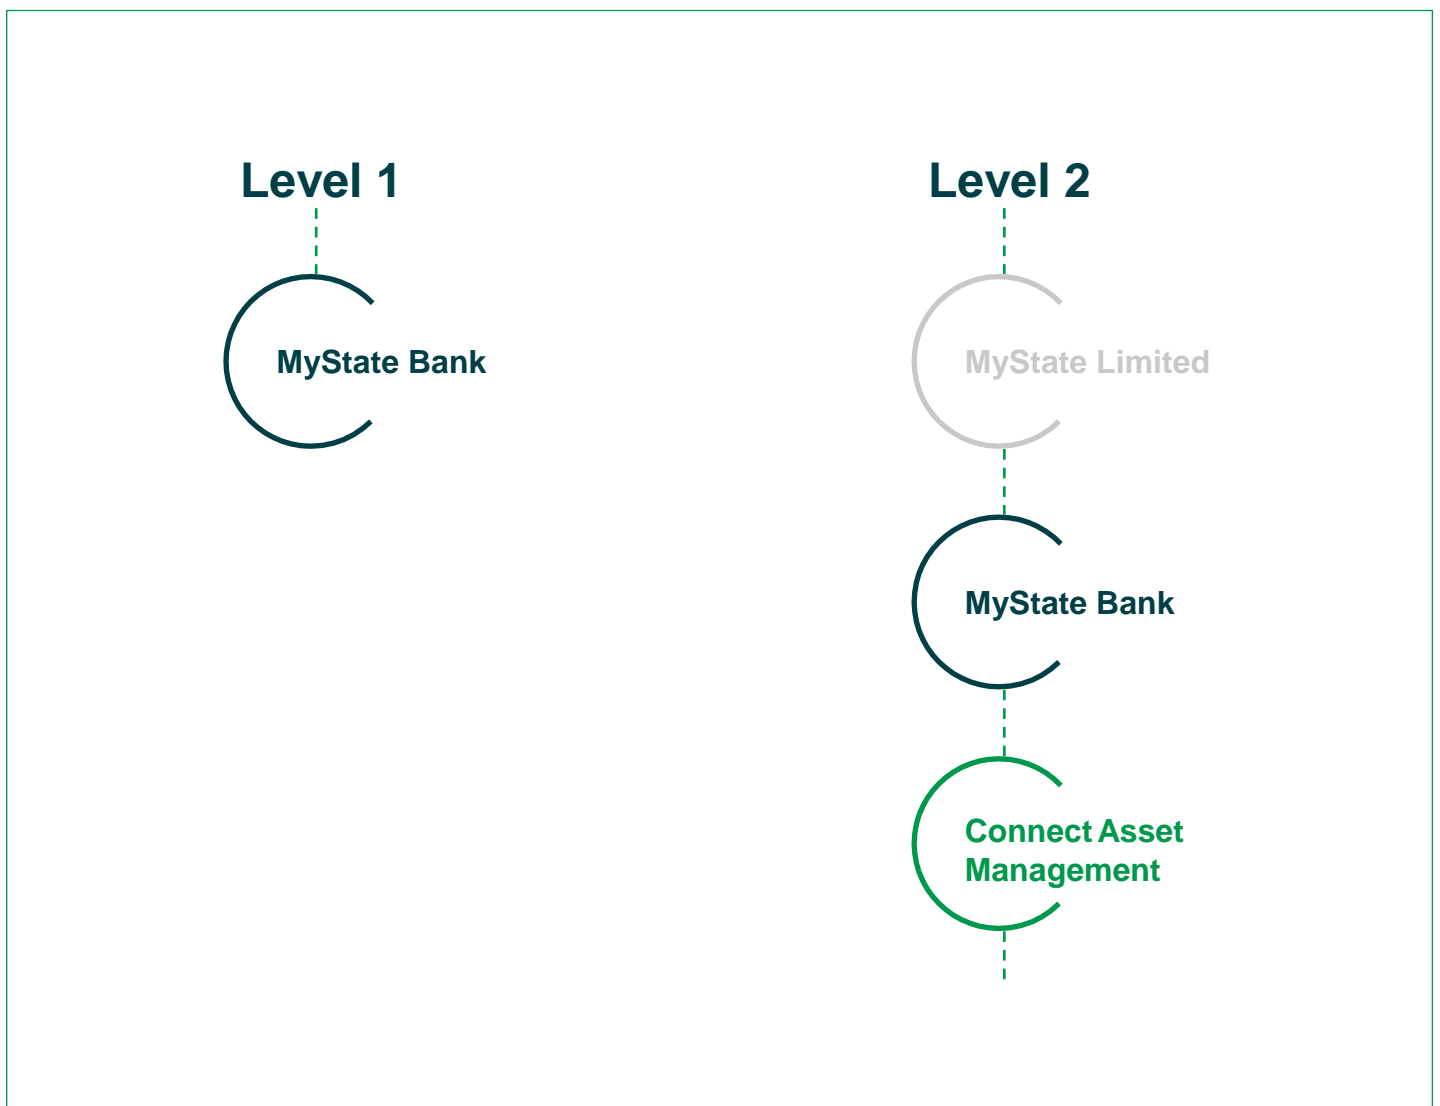 Level 1
MyState Bank
Level 2
MyState Limited
MyState Bank
Connect Asset
Management